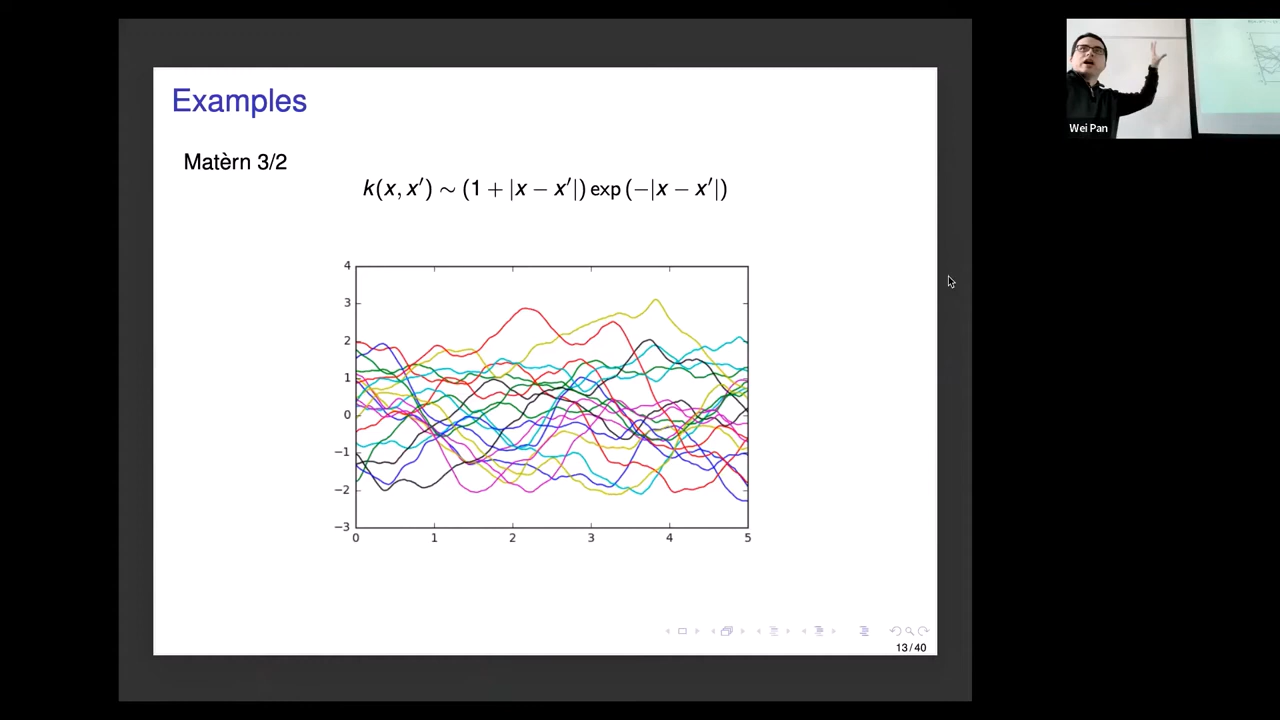 Examples
Matèrn 3/2
k(x, x′) ∼ (1 + |x − x′|) exp (−|x − x′|)
4
3
2
1
0
−1
−2
−3
0 1 2 3 4 5
13 / 40
Wei Pan